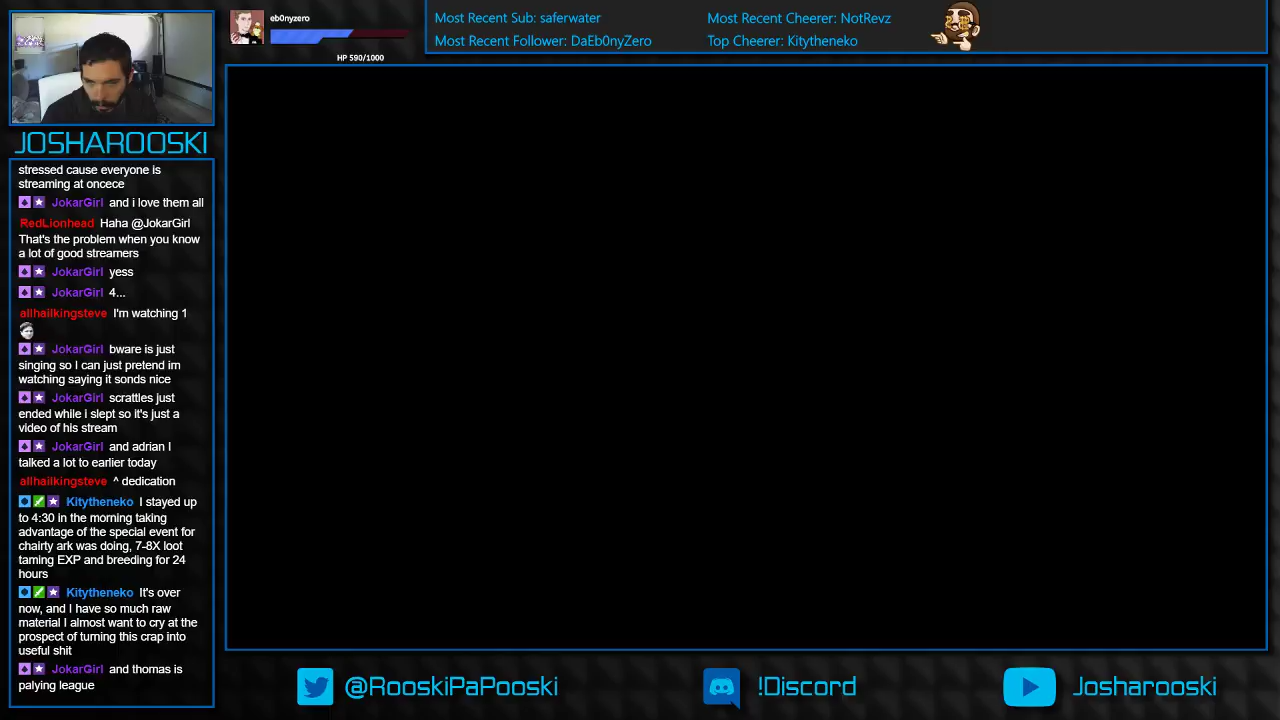 eb0nyzero
HP 590/1000
Most Recent Sub: saferwater
Most Recent Cheerer: NotRevz
Most Recent Follower: DaEb0nyZero
Top Cheerer: Kitytheneko
JOSHAROOSKI
stressed cause everyone is
streaming at oncece
JokarGirl and i love them all
RedLionhead Haha @JokarGirl
That's the problem when you know
a lot of good streamers
JokarGirl yess
JokarGirl 4...
allhailkingsteve I'm watching 1
JokarGirl bware is just
singing so I can just pretend im
watching saying it sonds nice
JokarGirl scrattles just
ended while i slept so it's just a
video of his stream
JokarGirl and adrian I
talked a lot to earlier today
allhailkingsteve ^ dedication
Kitytheneko I stayed up
to 4:30 in the morning taking
advantage of the special event for
chairty ark was doing, 7-8X loot
taming EXP and breeding for 24
hours
Kitytheneko It's over
now, and I have so much raw
material I almost want to cry at the
prospect of turning this crap into
useful shit
JokarGirl and thomas is
palying league
@RooskiPaPooski
!Discord
Josharooski